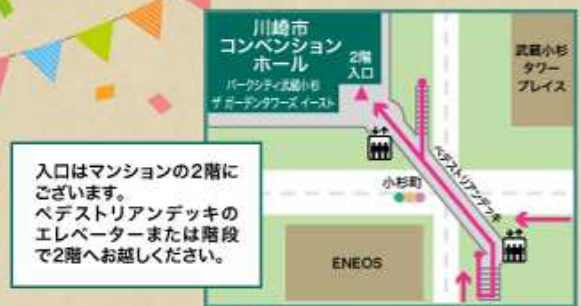 川崎市
コンベンション
ホール
パークシティ武蔵小杉
ザ ガーデンタワーズ イースト
2階
入口
武蔵小杉
タワー
プレイス
小杉町
ペデストリアンデッキ
ENEOS
入口はマンションの2階に
ございます。
ペデストリアンデッキの
エレベーターまたは階段
で2階へお越しください。